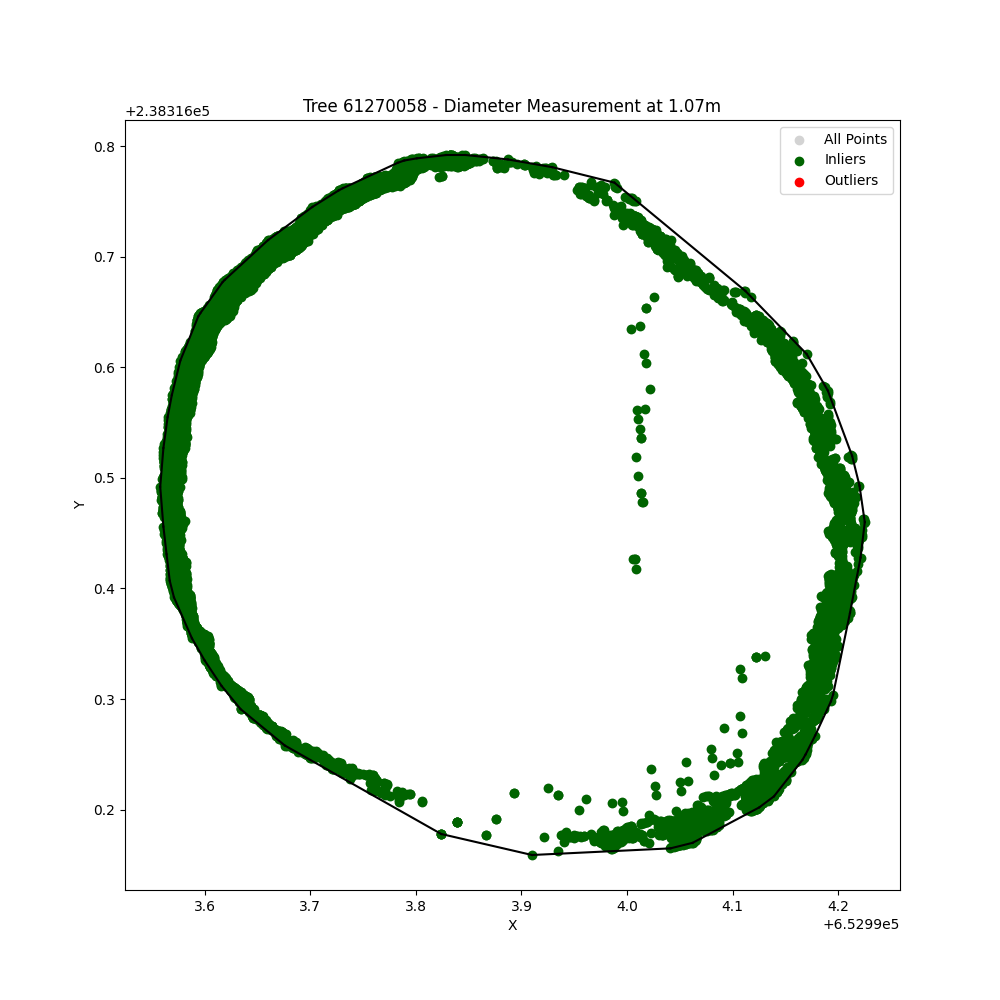 Tree 61270058 - Diameter Measurement at 1.07m
+2.38316e5
All Points
Inliers
Outliers
0.8
0.7
0.6
0.5
0.4
0.3
0.2
Y
3.6 3.7 3.8 3.9 4.0 4.1 4.2
X
+6.5299e5